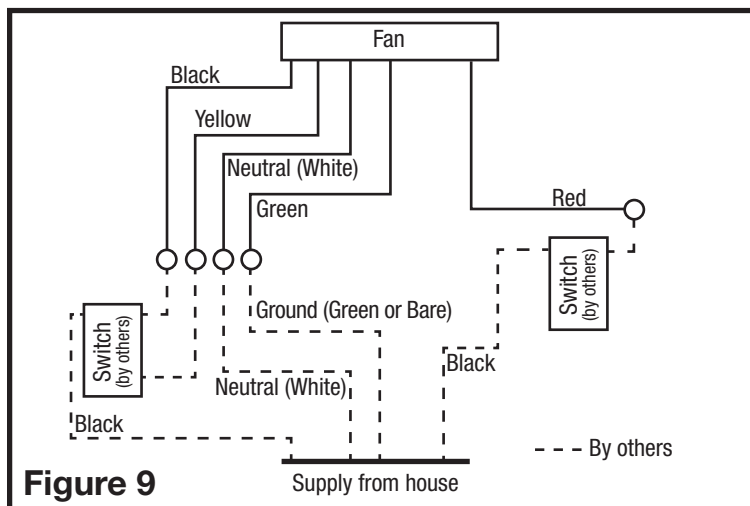 Fan
Black
Yellow
Neutral (White)
Green
Red
Switch
(by others)
Ground (Green or Bare)
Switch
(by others)
Black
Neutral (White)
Black
By others
Figure 9
Supply from house